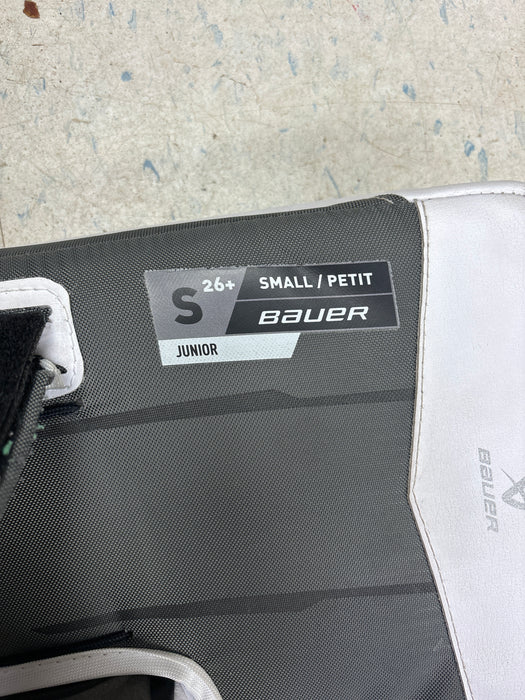 S 26+ SMALL / PETIT
BAUER
JUNIOR
BAUER